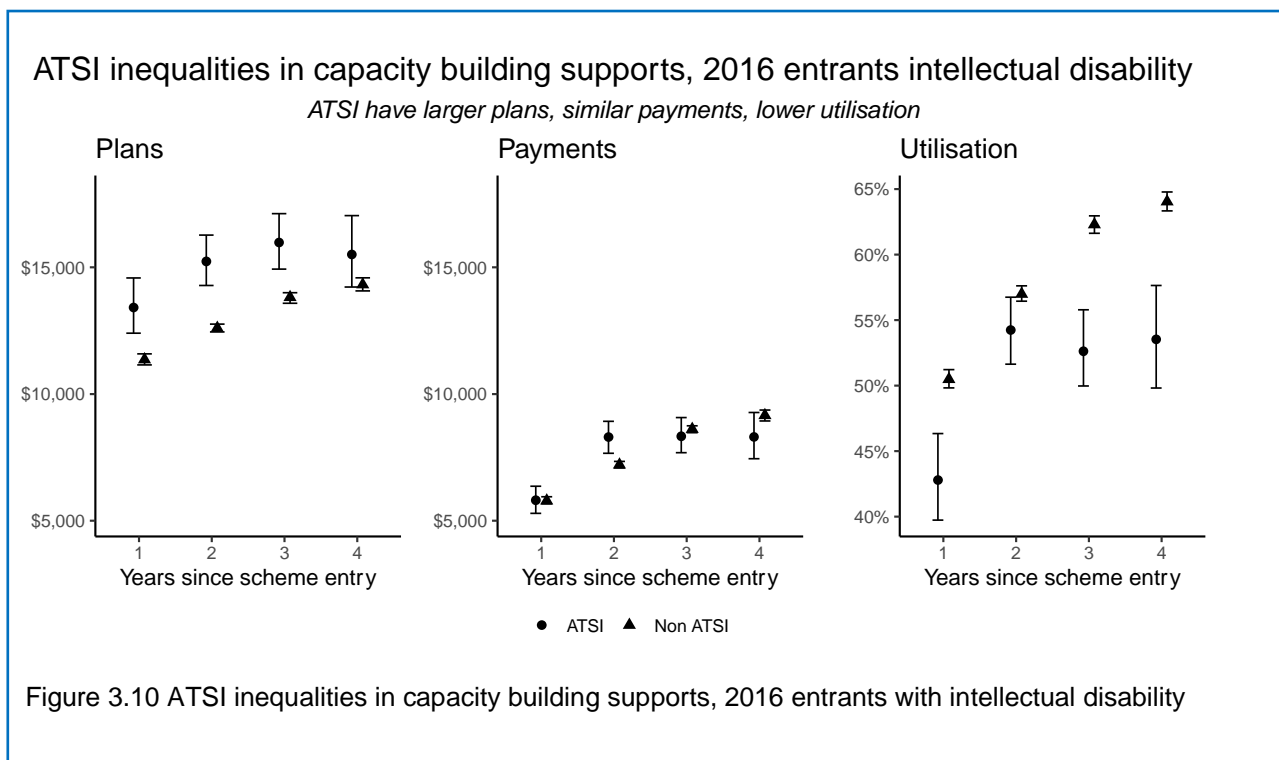 ATSI inequalities in capacity building supports, 2016 entrants intellectual disability
ATSI have larger plans, similar payments, lower utilisation
Plans
$15,000
$10,000
$5,000
1 2 3 4
Years since scheme entry
Payments
$15,000
$10,000
$5,000
1 2 3 4
Years since scheme entry
Utilisation
65%
60%
55%
50%
45%
40%
1 2 3 4
Years since scheme entry
ATSI Non ATSI
Figure 3.10 ATSI inequalities in capacity building supports, 2016 entrants with intellectual disability